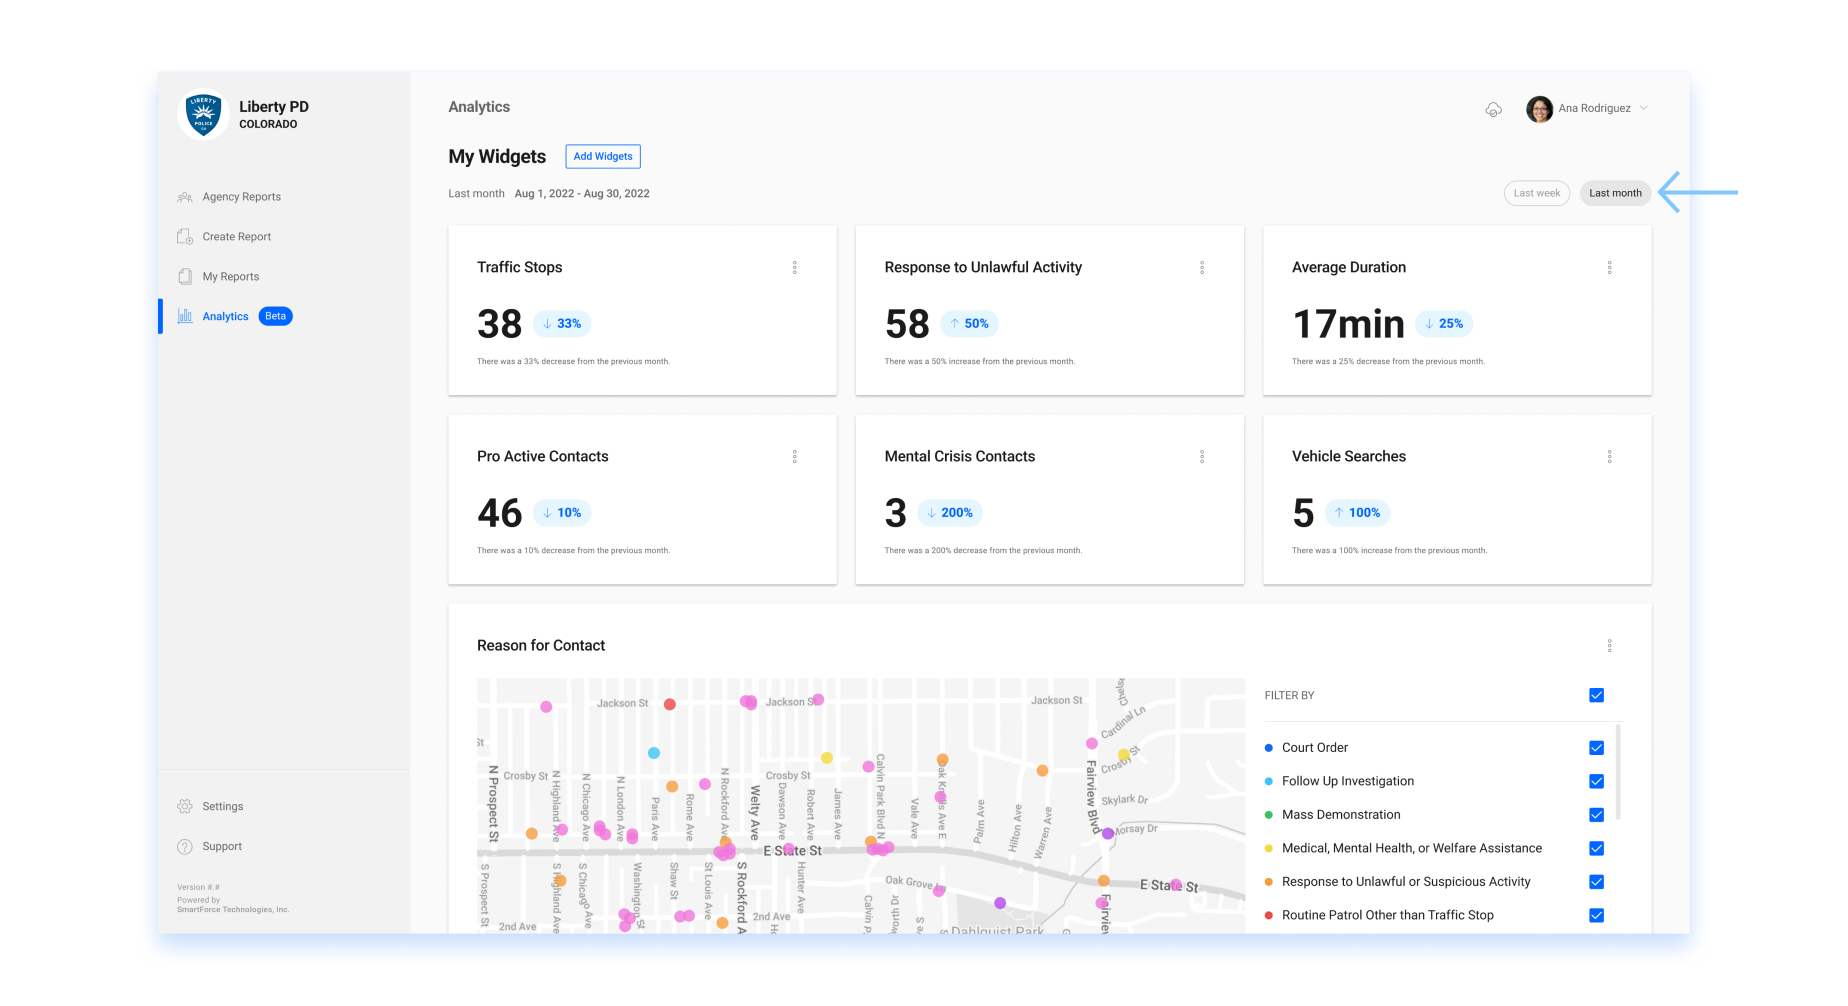 LIBERTY
POLICE
CO
Liberty PD
COLORADO
Agency Reports
Create Report
My Reports
Analytics Beta
Settings
Support
Version #.#
Powered by
SmartForce Technologies, Inc.
Analytics
Ana Rodriguez
My Widgets Add Widgets
Last month Aug 1, 2022 - Aug 30, 2022
Last week Last month
Traffic Stops
38 ↓ 33%
There was a 33% decrease from the previous month.
Response to Unlawful Activity
58 ↑ 50%
There was a 50% increase from the previous month.
Average Duration
17min ↓ 25%
There was a 25% decrease from the previous month.
Pro Active Contacts
46 ↓ 10%
There was a 10% decrease from the previous month.
Mental Crisis Contacts
3 ↓ 200%
There was a 200% decrease from the previous month.
Vehicle Searches
5 ↑ 100%
There was a 100% increase from the previous month.
Reason for Contact
Jackson St
Jackson St
Jackson St
Chels
Cardinal Ln
St
Crosby St
Crosby St
Crosby St
N Prospect St
N Highland Ave
N Chicago Ave
N London Ave
Paris Ave
Rome Ave
N Rockford Ave
Welty Ave
Dawson Ave
Robert Ave
James Ave
Calvin Park Blvd N
Vale Ave
Oak Knolls Ave E
Palm Ave
Hilton Ave
Warren Ave
Fairview Blvd
Skylark Dr
Morsay Dr
E State St
E State St
S Prospect St
S Highland Ave
S Chicago Ave
Washington St
Shaw St
St Louis Ave
S Rockford A
Hunter Ave
Oak Grove
Calvin P
2nd Ave
2nd Ave
Dahlquist Park
Fairview
FILTER BY
Court Order
Follow Up Investigation
Mass Demonstration
Medical, Mental Health, or Welfare Assistance
Response to Unlawful or Suspicious Activity
Routine Patrol Other than Traffic Stop